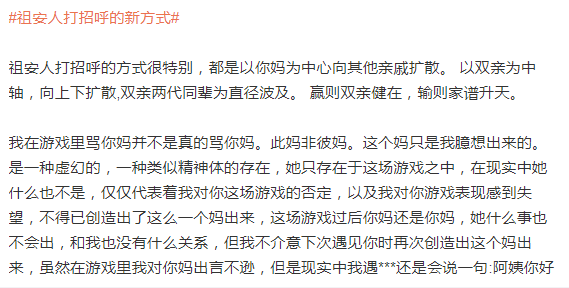 #祖安人打招呼的新方式#
祖安人打招呼的方式很特别，都是以你妈为中心向其他亲戚扩散。 以双亲为中
轴，向上下扩散,双亲两代同辈为直径波及。 赢则双亲健在，输则家谱升天。
我在游戏里骂你妈并不是真的骂你妈。此妈非彼妈。这个妈只是我臆想出来的。
是一种虚幻的，一种类似精神体的存在，她只存在于这场游戏之中，在现实中她
什么也不是，仅仅代表着我对你这场游戏的否定，以及我对你游戏表现感到失
望，不得已创造出了这么一个妈出来，这场游戏过后你妈还是你妈，她什么事也
不会出，和我也没有什么关系，但我不介意下次遇见你时再次创造出这个妈出
来，虽然在游戏里我对你妈出言不逊，但是现实中我遇***还是会说一句:阿姨你好